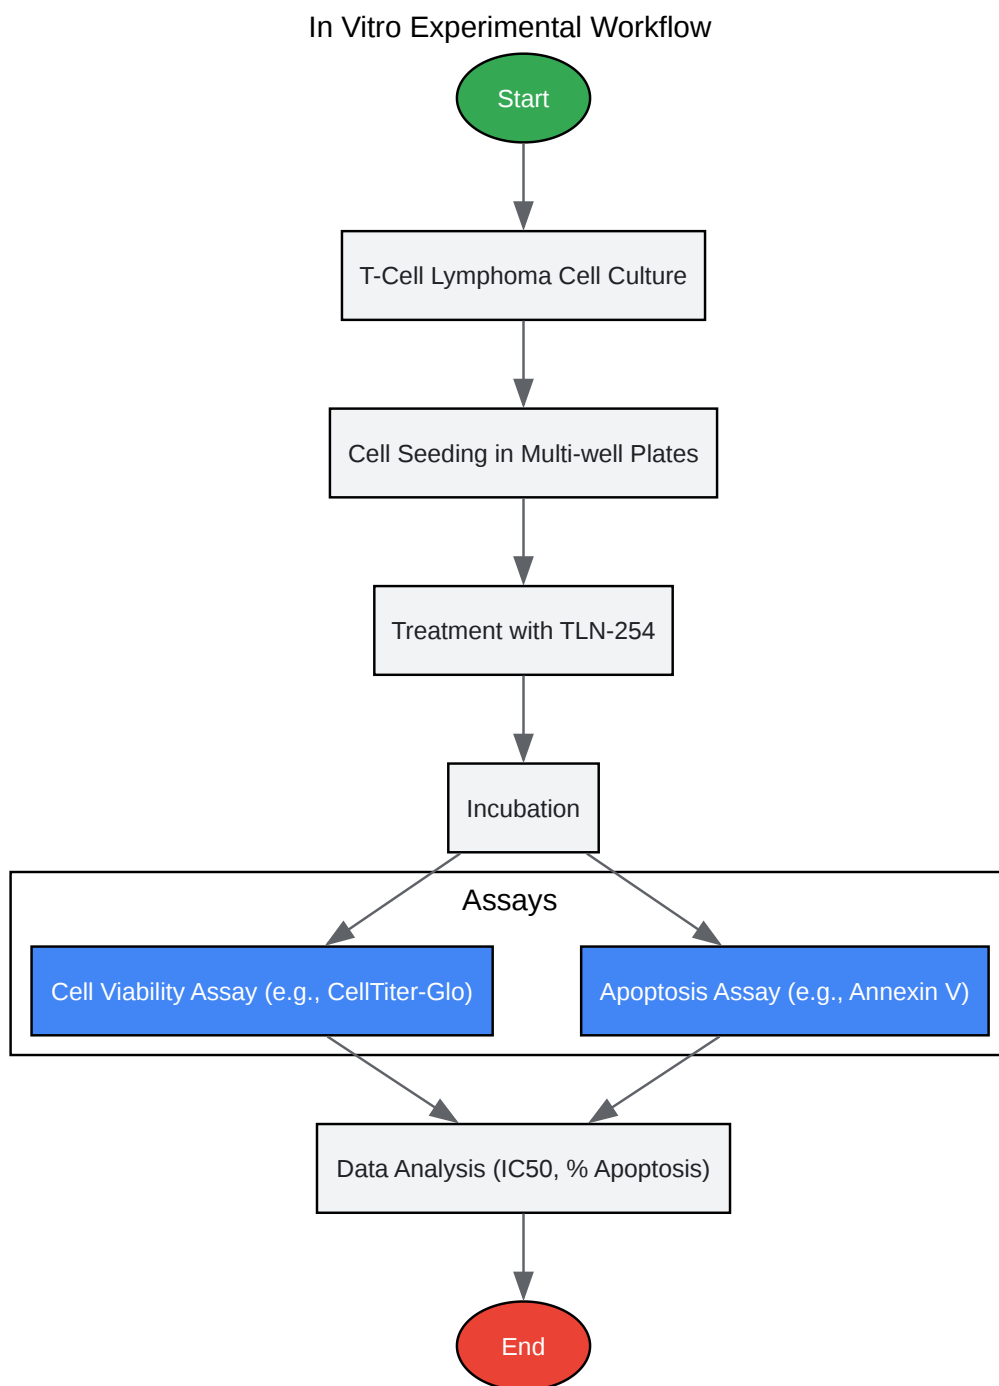 In Vitro Experimental Workflow
Start
T-Cell Lymphoma Cell Culture
Cell Seeding in Multi-well Plates
Treatment with TLN-254
Incubation
Assays
Cell Viability Assay (e.g., CellTiter-Glo)
Apoptosis Assay (e.g., Annexin V)
Data Analysis (IC50, % Apoptosis)
End